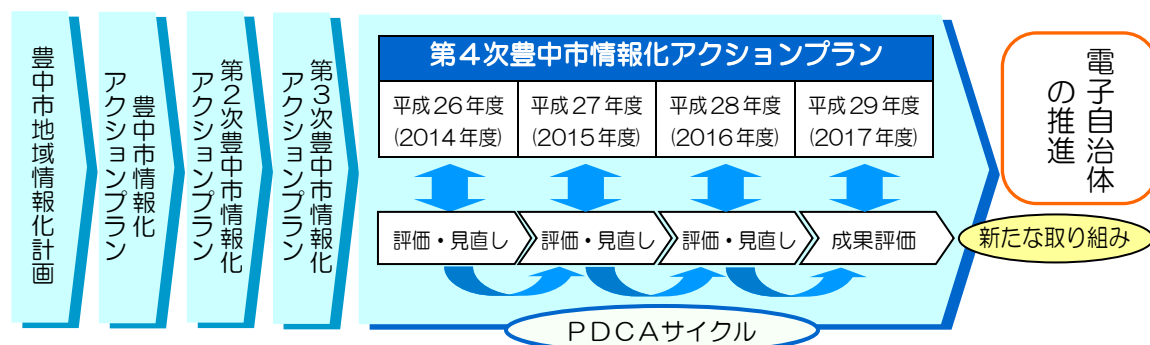 豊中市地域情報化計画
豊中市情報化
アクションプラン
第2次豊中市情報化
アクションプラン
第3次豊中市情報化
アクションプラン
第4次豊中市情報化アクションプラン
平成26年度
(2014年度)
平成27年度
(2015年度)
平成28年度
(2016年度)
平成29年度
(2017年度)
評価・見直し
評価・見直し
評価・見直し
成果評価
PDCAサイクル
電子自治体
の推進
新たな取り組み